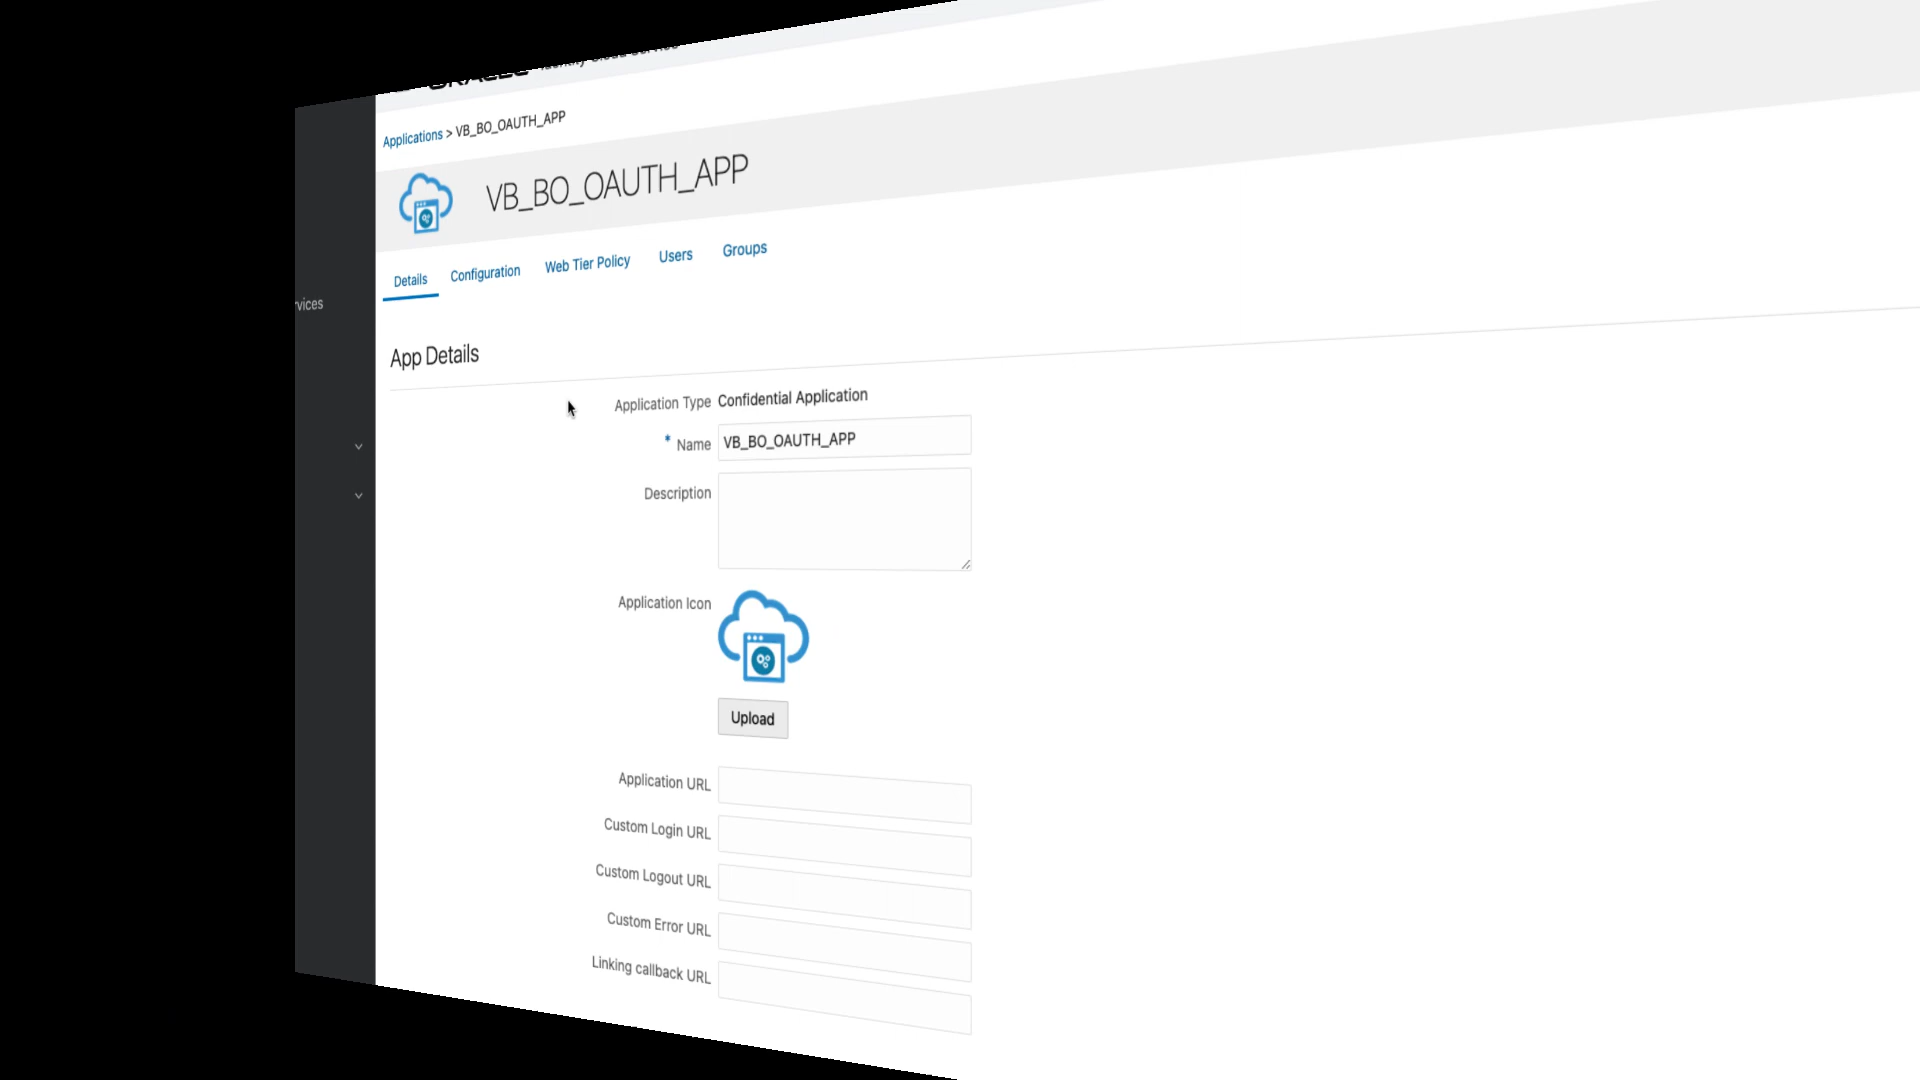 Applications > VB_BO_OAUTH_APP
VB_BO_OAUTH_APP
Details Configuration Web Tier Policy Users Groups
rvices
App Details
Application Type Confidential Application
* Name VB_BO_OAUTH_APP
Description
Application Icon
Upload
Application URL
Custom Login URL
Custom Logout URL
Custom Error URL
Linking callback URL